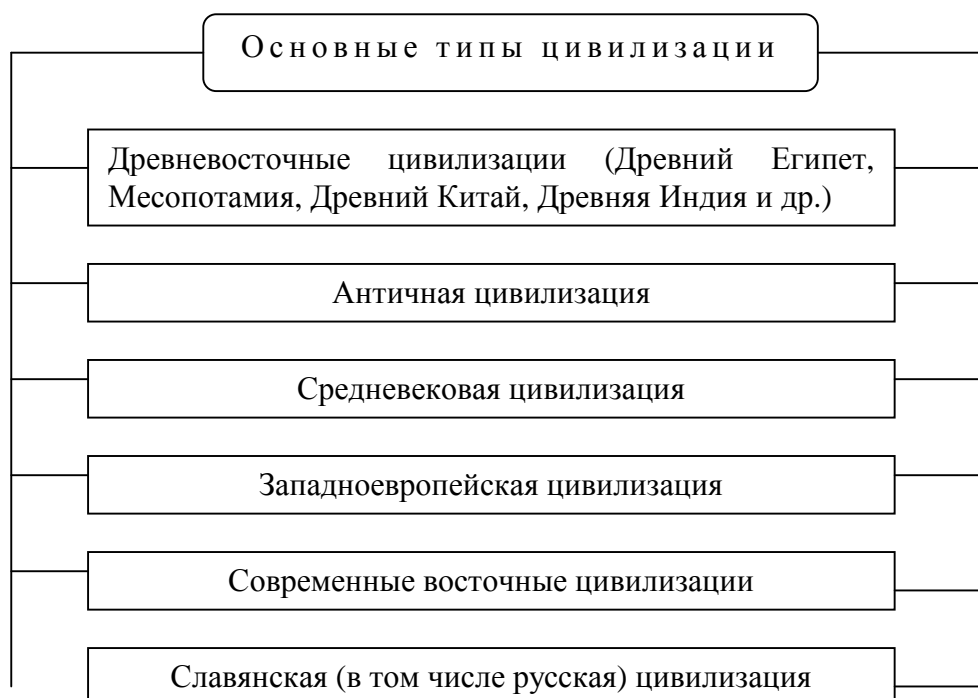 Основные типы цивилизации
Древневосточные цивилизации (Древний Египет,
Месопотамия, Древний Китай, Древняя Индия и др.)
Античная цивилизация
Средневековая цивилизация
Западноевропейская цивилизация
Современные восточные цивилизации
Славянская (в том числе русская) цивилизация